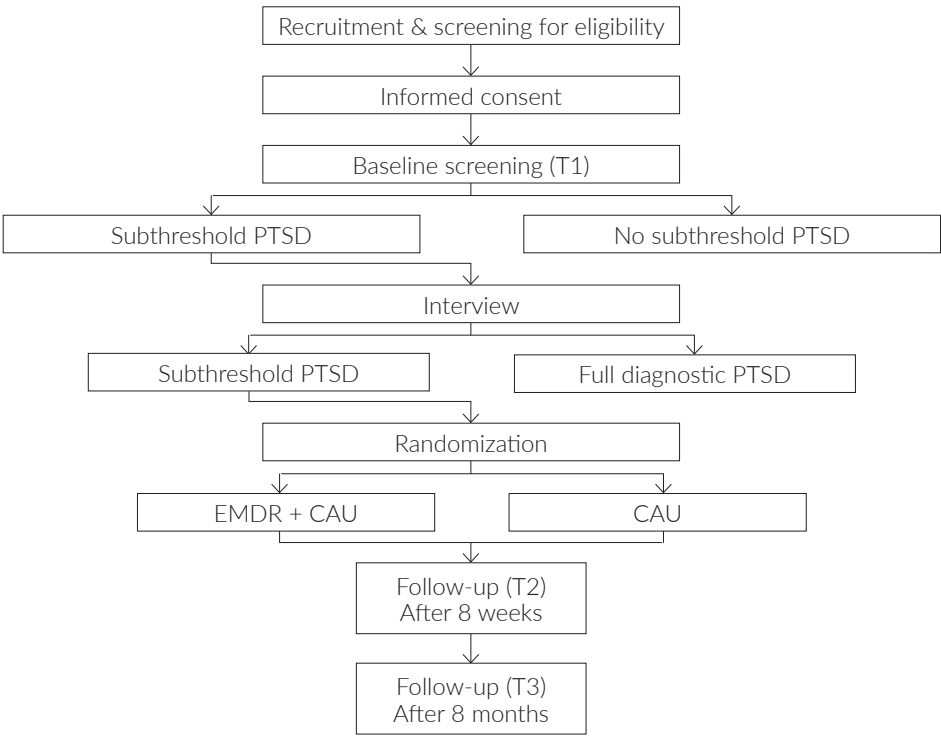 Recruitment & screening for eligibility
Informed consent
Baseline screening (T1)
Subthreshold PTSD
No subthreshold PTSD
Interview
Subthreshold PTSD
Full diagnostic PTSD
Randomization
EMDR + CAU
CAU
Follow-up (T2)
After 8 weeks
Follow-up (T3)
After 8 months